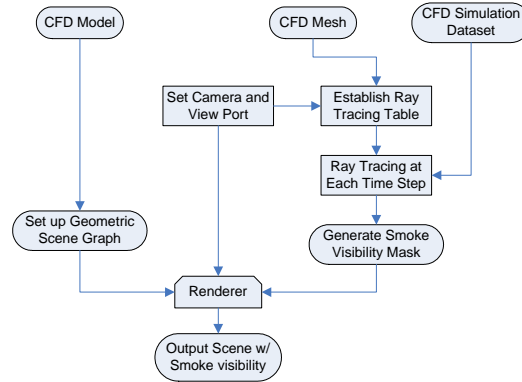 CFD Model
CFD Mesh
CFD Simulation
Dataset
Set Camera and
View Port
Establish Ray
Tracing Table
Ray Tracing at
Each Time Step
Set up Geometric
Scene Graph
Generate Smoke
Visibility Mask
Renderer
Output Scene w/
Smoke visibility